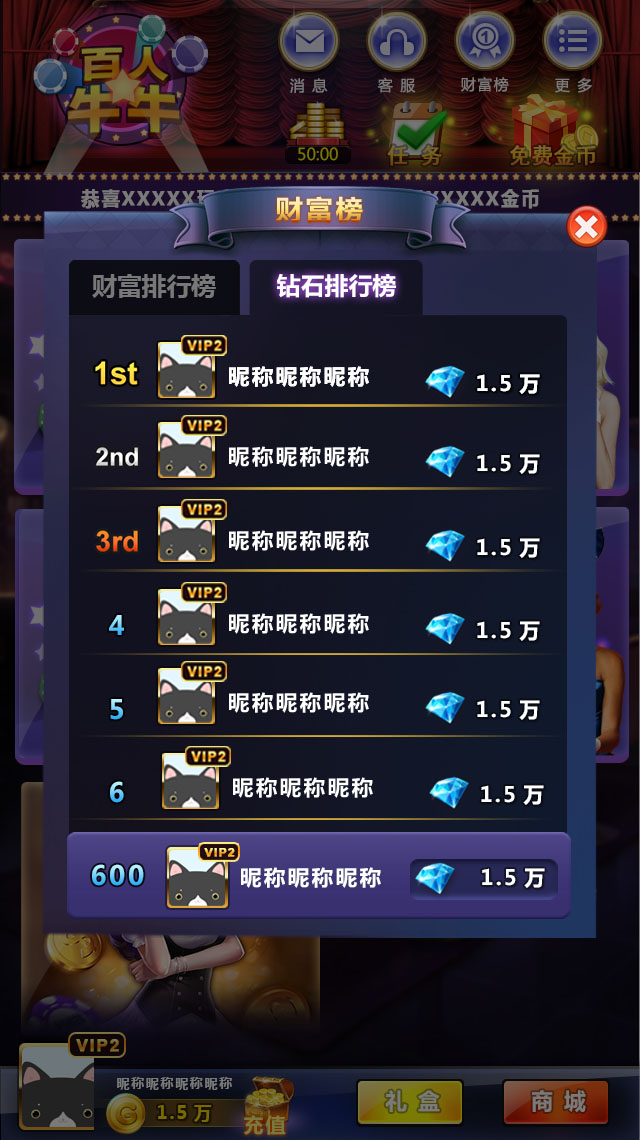 百人
牛牛
消息
客服
财富榜
更多
50:00
任务
免费金币
恭喜XXXXX
XXXX金币
财富榜
财富排行榜
钻石排行榜
1st
VIP2
昵称昵称昵称
1.5 万
2nd
VIP2
昵称昵称昵称
1.5 万
3rd
VIP2
昵称昵称昵称
1.5 万
4
VIP2
昵称昵称昵称
1.5 万
5
VIP2
昵称昵称昵称
1.5 万
6
VIP2
昵称昵称昵称
1.5 万
600
VIP2
昵称昵称昵称
1.5 万
VIP2
昵称昵称昵称昵称
1.5 万
充值
礼盒
商城